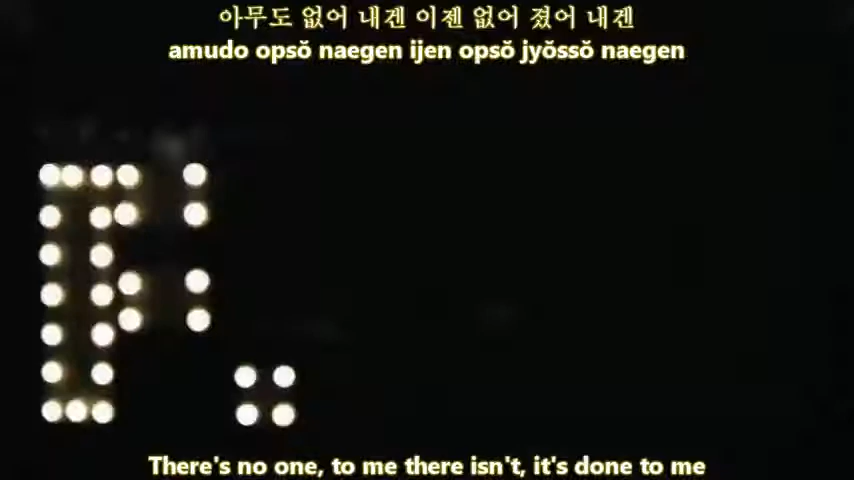 아무도 없어 내겐 이젠 없어 졌어 내겐
amudo opsŏ naegen ijen opsŏ jyŏssŏ naegen
There's no one, to me there isn't, it's done to me